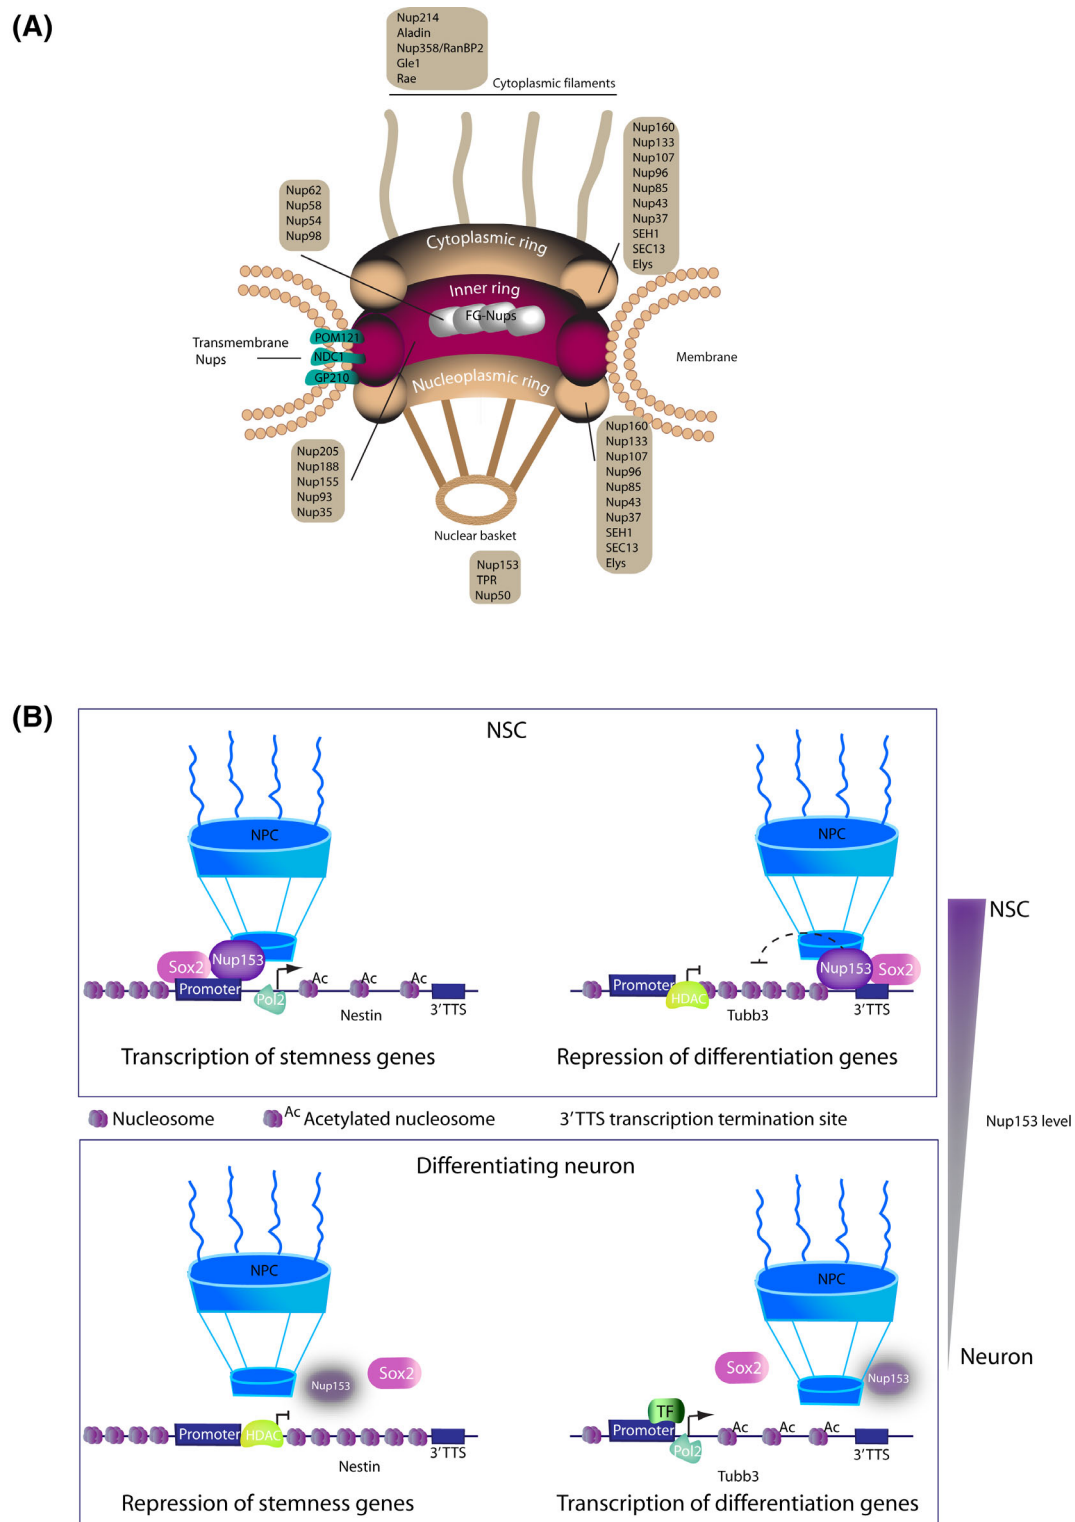 (A)
Nup214
Aladin
Nup358/RanBP2
Gle1
Rae
Cytoplasmic filaments
Nup160
Nup133
Nup107
Nup96
Nup85
Nup43
Nup37
SEH1
SEC13
Elys
Nup62
Nup58
Nup54
Nup98
Cytoplasmic ring
Inner ring
FG-Nups
POM121
NDC1
GP210
Transmembrane
Nups
Membrane
Nucleoplasmic ring
Nup205
Nup188
Nup155
Nup93
Nup35
Nup160
Nup133
Nup107
Nup96
Nup85
Nup43
Nup37
SEH1
SEC13
Elys
Nuclear basket
Nup153
TPR
Nup50
(B)
NSC
NPC
Sox2
Nup153
Promoter
Pol2
Ac
Ac
Ac
Nestin
3'TTS
Transcription of stemness genes
NPC
Nup153
Sox2
Promoter
HDAC
Tubb3
3'TTS
Repression of differentiation genes
NSC
Nup153 level
Neuron
Nucleosome
Ac
Acetylated nucleosome
3'TTS transcription termination site
Differentiating neuron
NPC
Nup153
Sox2
Promoter
HDAC
Nestin
3'TTS
Repression of stemness genes
NPC
Sox2
Nup153
TF
Promoter
Pol2
Ac
Ac
Ac
Tubb3
3'TTS
Transcription of differentiation genes